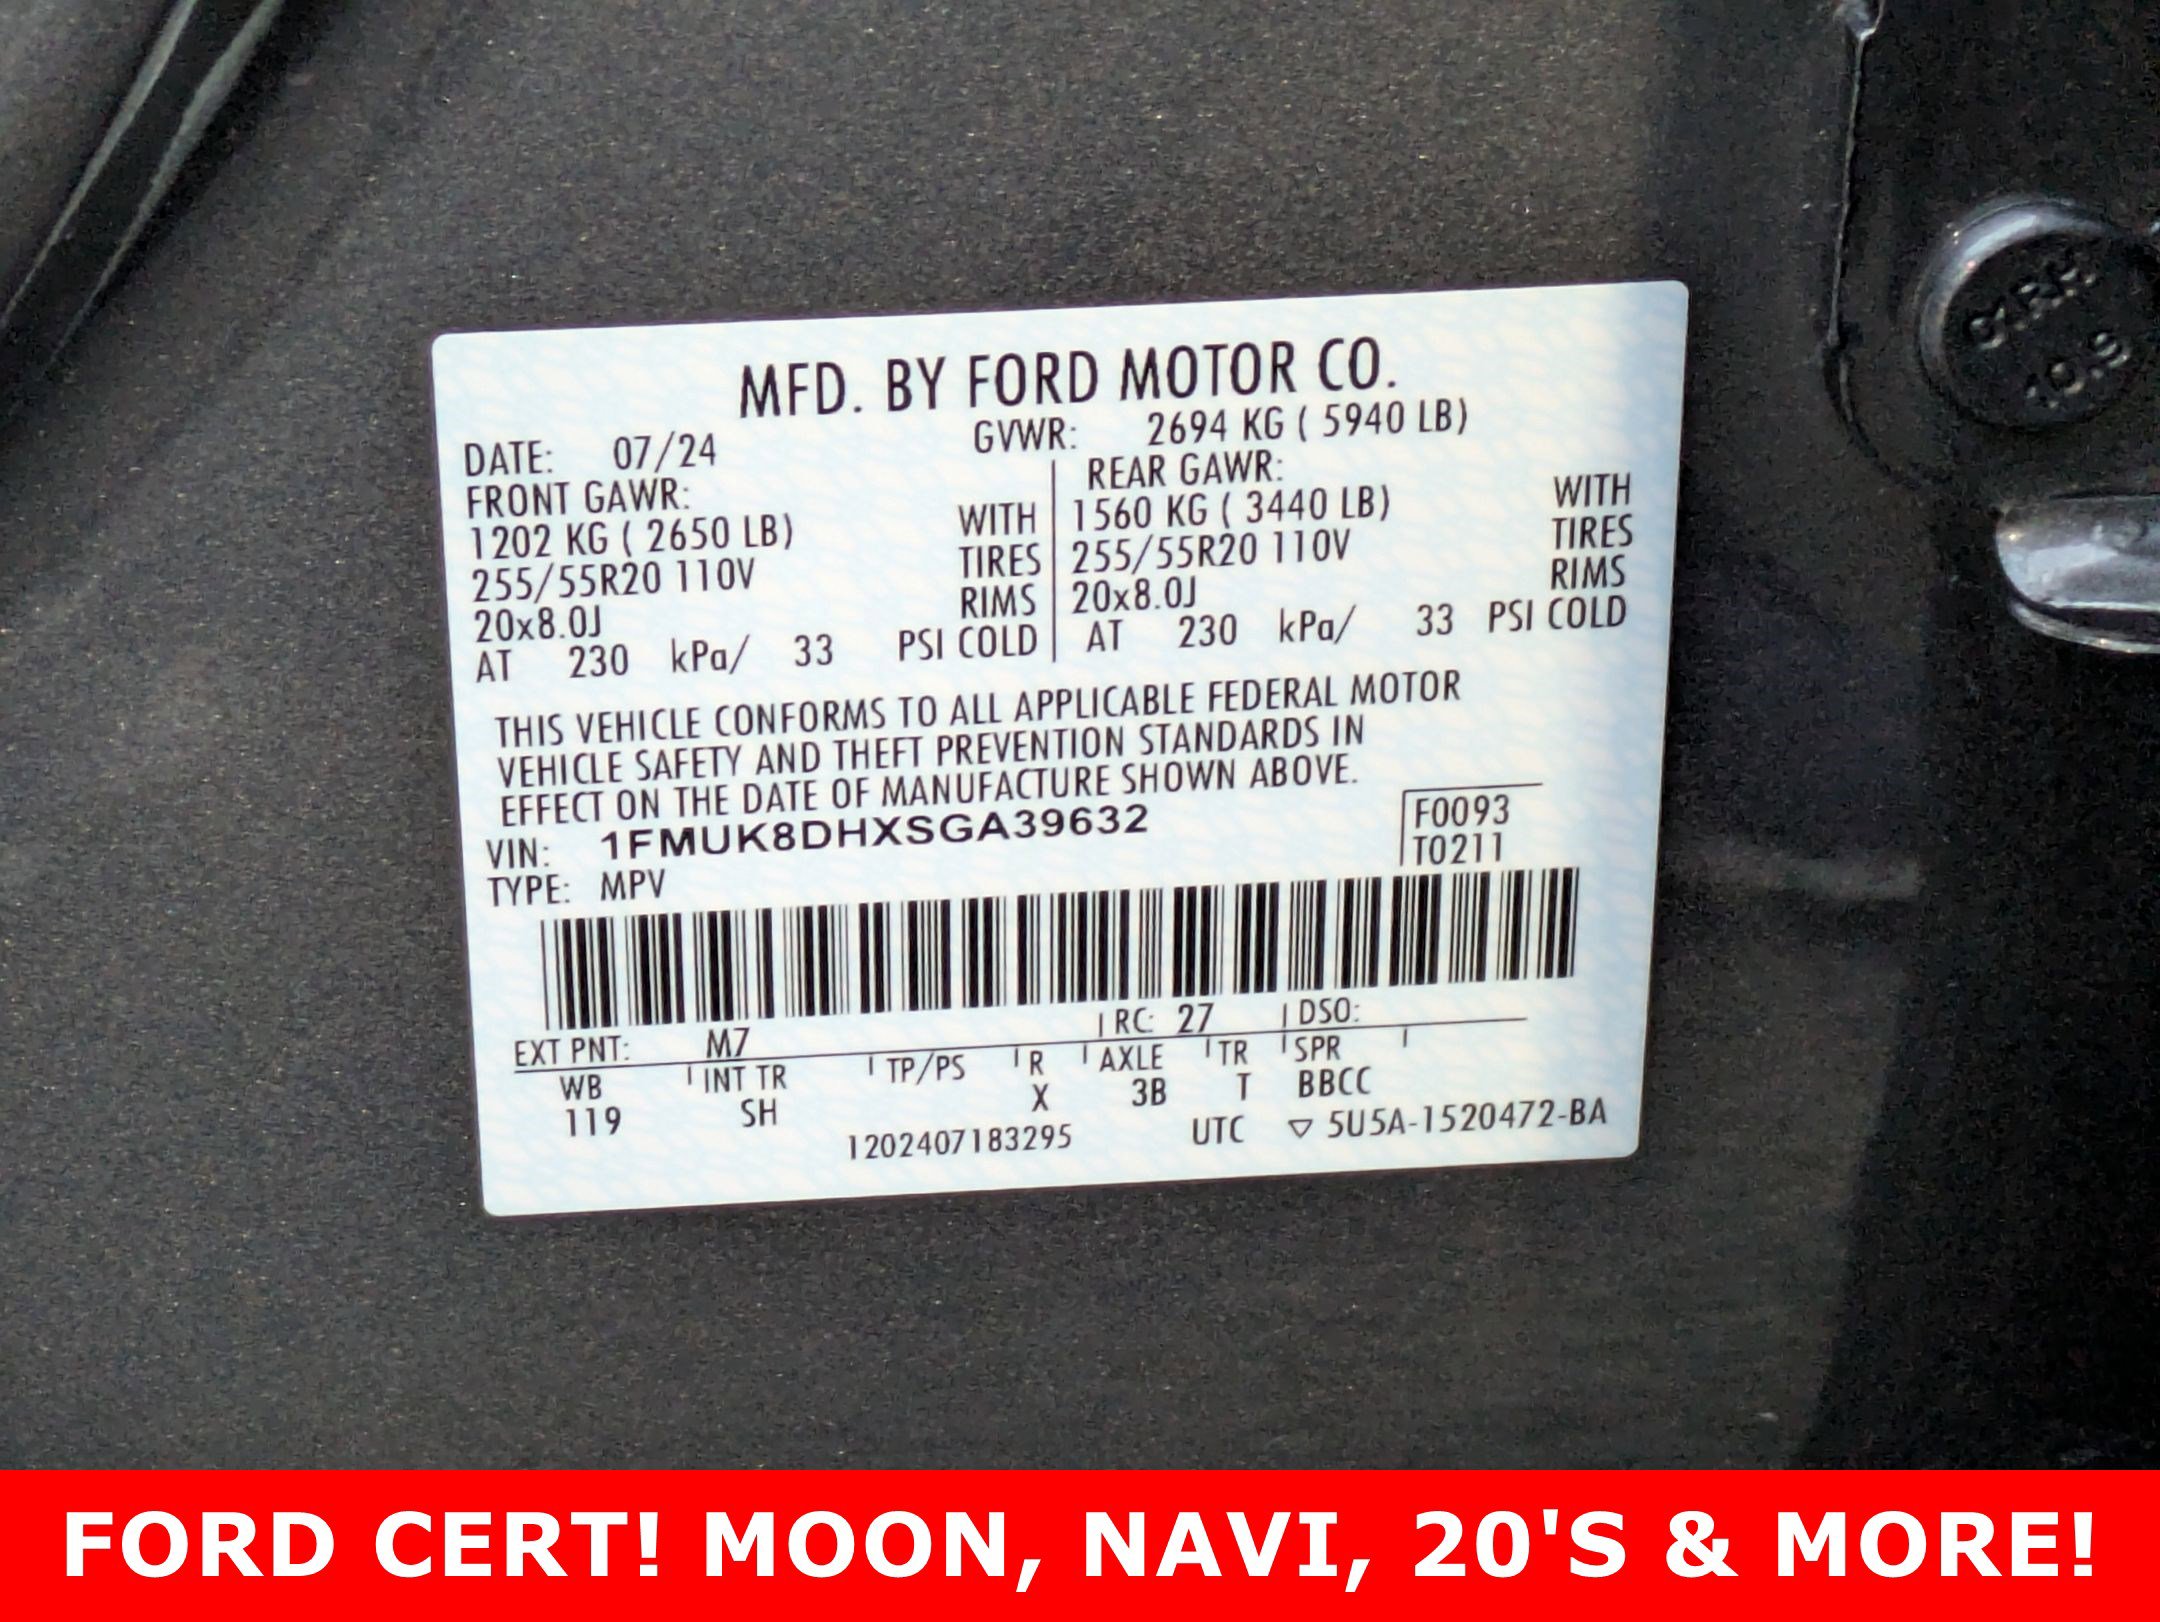 MFD. BY FORD MOTOR CO.
DATE: 07/24 GVWR: 2694 KG ( 5940 LB)
FRONT GAWR: REAR GAWR:
1202 KG ( 2650 LB) WITH 1560 KG ( 3440 LB) WITH
255/55R20 110V TIRES 255/55R20 110V TIRES
20x8.0J RIMS 20x8.0J RIMS
AT 230 kPa/ 33 PSI COLD AT 230 kPa/ 33 PSI COLD
THIS VEHICLE CONFORMS TO ALL APPLICABLE FEDERAL MOTOR
VEHICLE SAFETY AND THEFT PREVENTION STANDARDS IN
EFFECT ON THE DATE OF MANUFACTURE SHOWN ABOVE.
VIN: 1FMUK8DHXSGA39632 F0093
TYPE: MPV T0211
EXT PNT: M7 RC: 27 DSO:
WB INT TR TP/PS R AXLE TR SPR
119 SH X 3B T BBCC
1202407183295 UTC ▽ 5U5A-1520472-BA
10.9
FORD CERT! MOON, NAVI, 20'S & MORE!